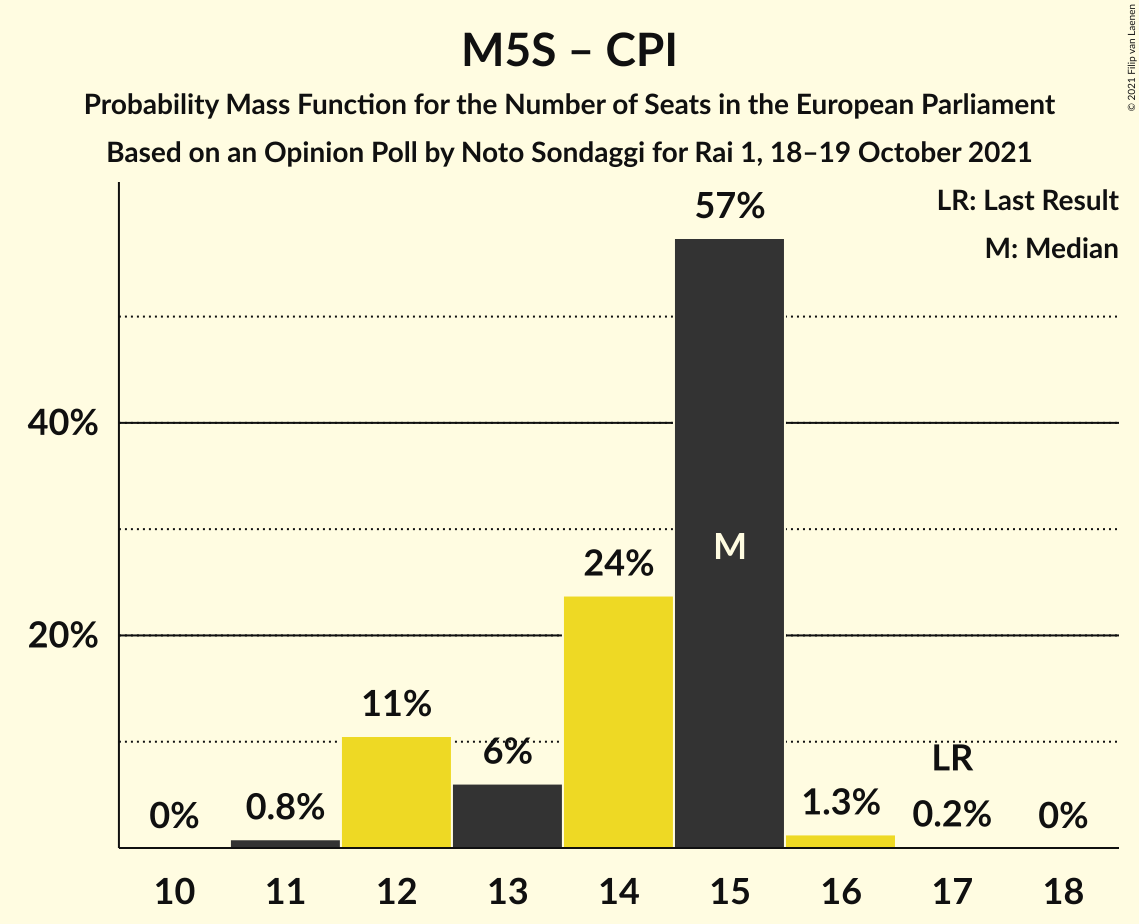 M5S – CPI
Probability Mass Function for the Number of Seats in the European Parliament
Based on an Opinion Poll by Noto Sondaggi for Rai 1, 18–19 October 2021
© 2021 Filip van Laenen
LR: Last Result
M: Median
57%
40%
M
24%
20%
11%
6%
LR
0%
0.8%
1.3%
0.2%
0%
10 11 12 13 14 15 16 17 18